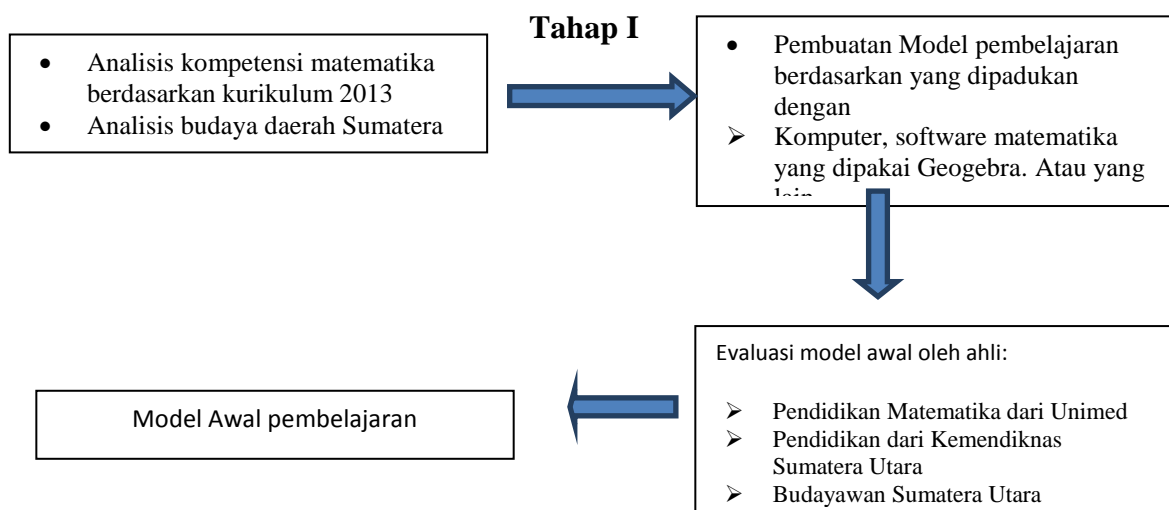 Tahap I
• Analisis kompetensi matematika
berdasarkan kurikulum 2013
• Analisis budaya daerah Sumatera
• Pembuatan Model pembelajaran
berdasarkan yang dipadukan
dengan
➢ Komputer, software matematika
yang dipakai Geogebra. Atau yang
Evaluasi model awal oleh ahli:
➢ Pendidikan Matematika dari Unimed
➢ Pendidikan dari Kemendiknas
Sumatera Utara
➢ Budayawan Sumatera Utara
Model Awal pembelajaran